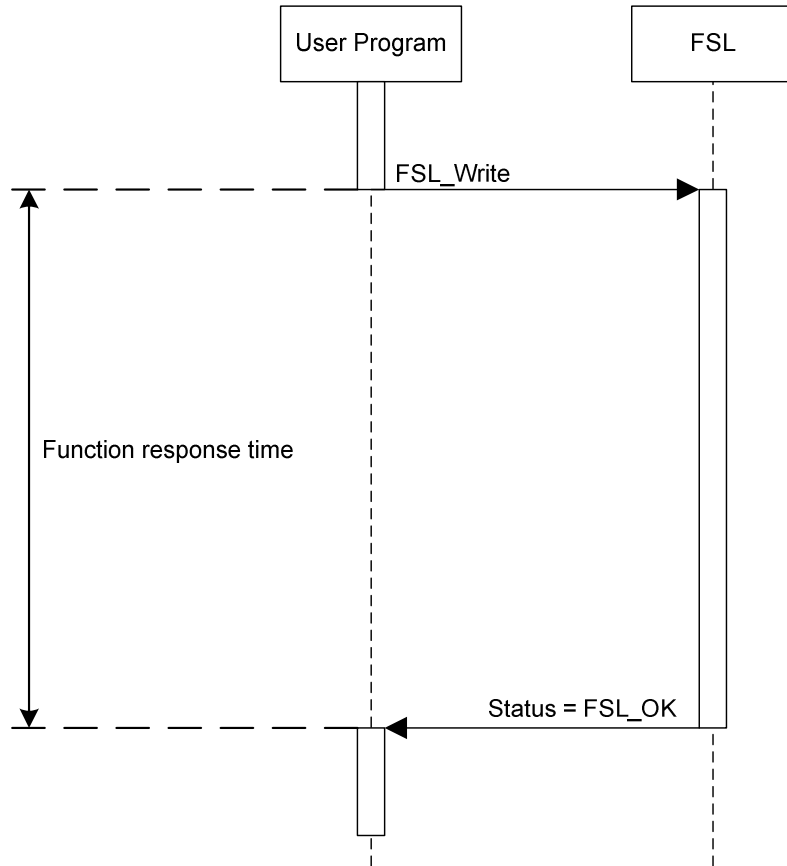 User Program
FSL
FSL_Write
Function response time
Status = FSL_OK